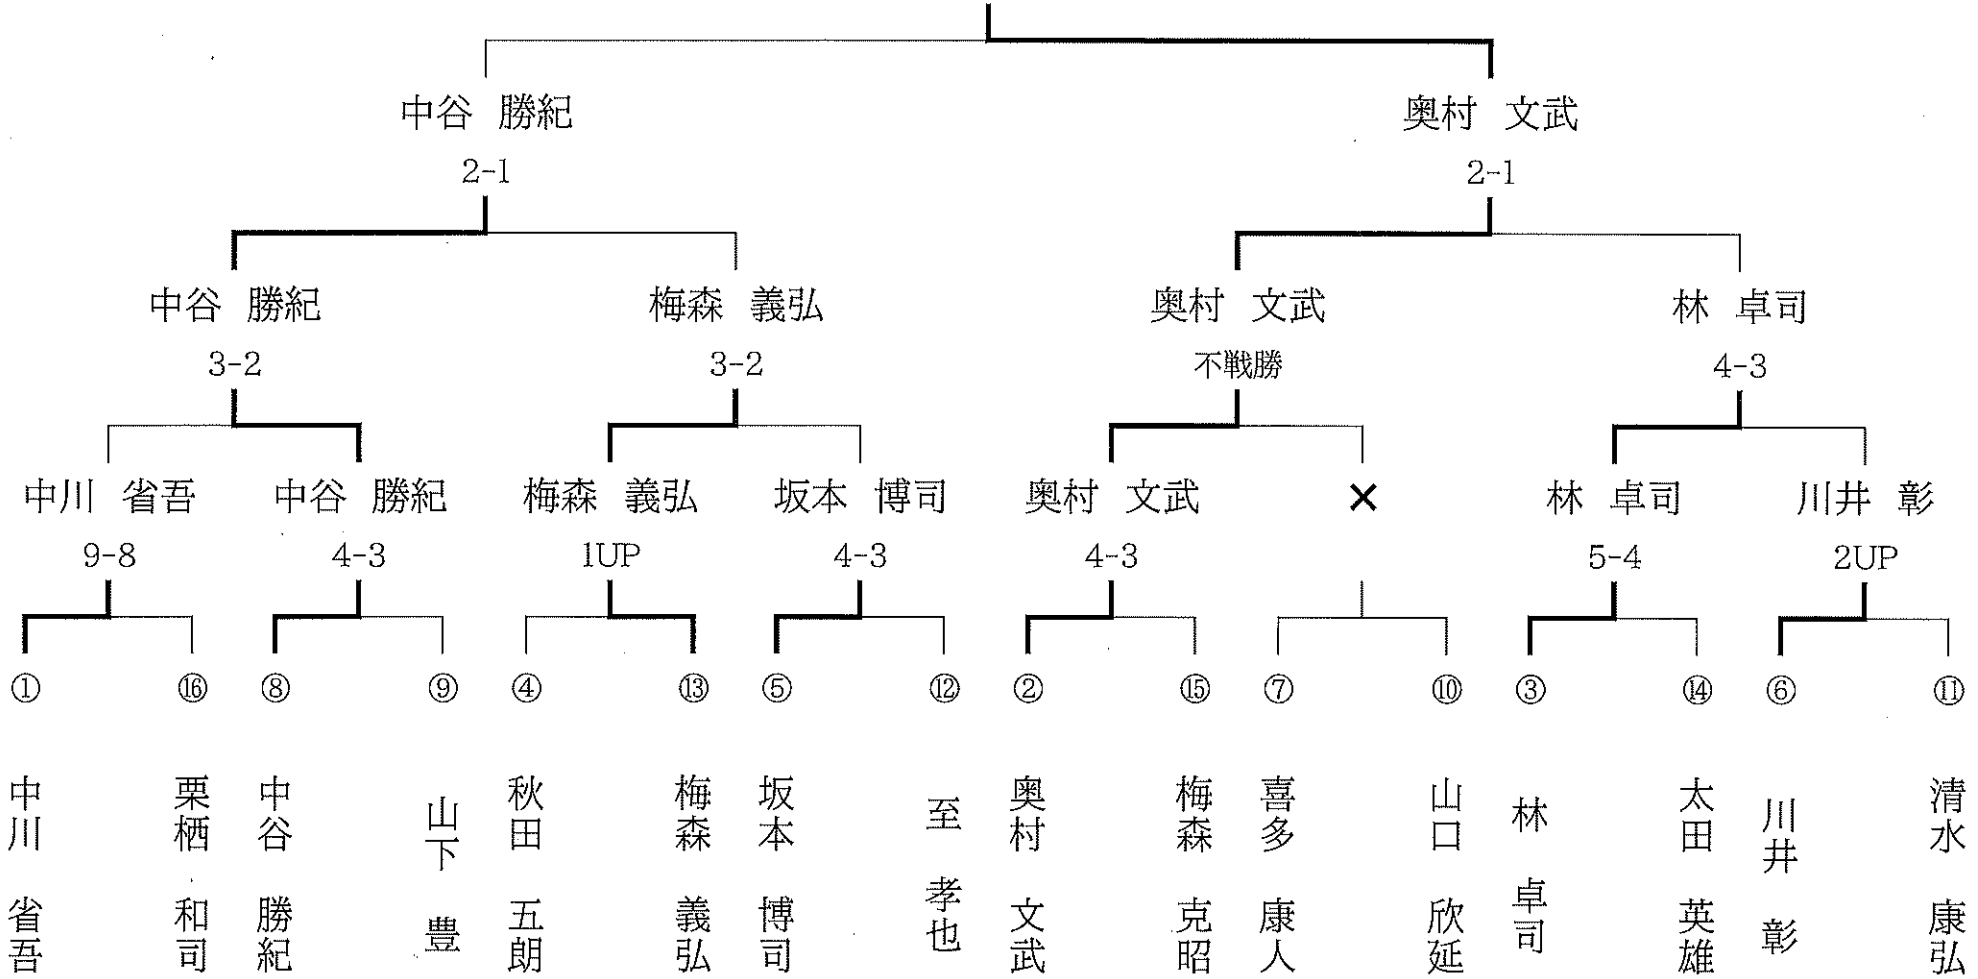 中谷 勝紀 奥村 文武
2-1 2-1
中谷 勝紀 梅森 義弘 奥村 文武 林 卓司
3-2 3-2 不戦勝 4-3
中川 省吾 中谷 勝紀 梅森 義弘 坂本 博司 奥村 文武 × 林 卓司 川井 彰
9-8 4-3 1UP 4-3 4-3 5-4 2UP
① ⑯ ⑧ ⑨ ④ ⑬ ⑤ ⑫ ② ⑮ ⑦ ⑩ ③ ⑭ ⑥ ⑪
中川 省吾
栗栖 和司
中谷 勝紀
山下 豊
秋田 五朗
梅森 義弘
坂本 博司
至 孝也
奥村 文武
梅森 克昭
喜多 康人
山口 欣延
林 卓司
太田 英雄
川井 彰
清水 康弘